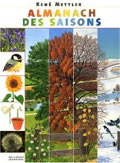 RENÉ METTLER
ALMANACH
DES SAISONS